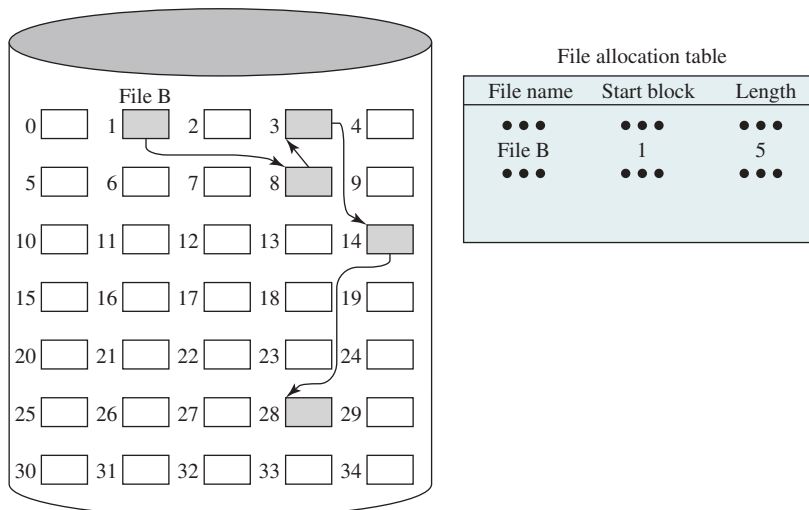 File allocation table
File name Start block Length
••• ••• •••
File B 1 5
••• ••• •••
File B
0 1 2 3 4
5 6 7 8 9
10 11 12 13 14
15 16 17 18 19
20 21 22 23 24
25 26 27 28 29
30 31 32 33 34